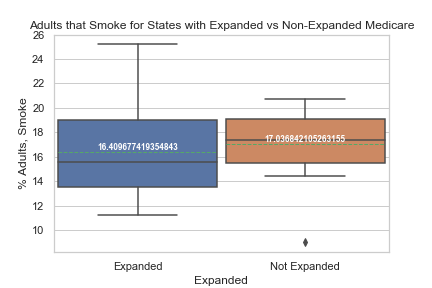 Adults that Smoke for States with Expanded vs Non-Expanded Medicare
26
24
22
20
18
16
14
12
10
% Adults, Smoke
16.409677419354843
17.036842105263155
Expanded
Not Expanded
Expanded